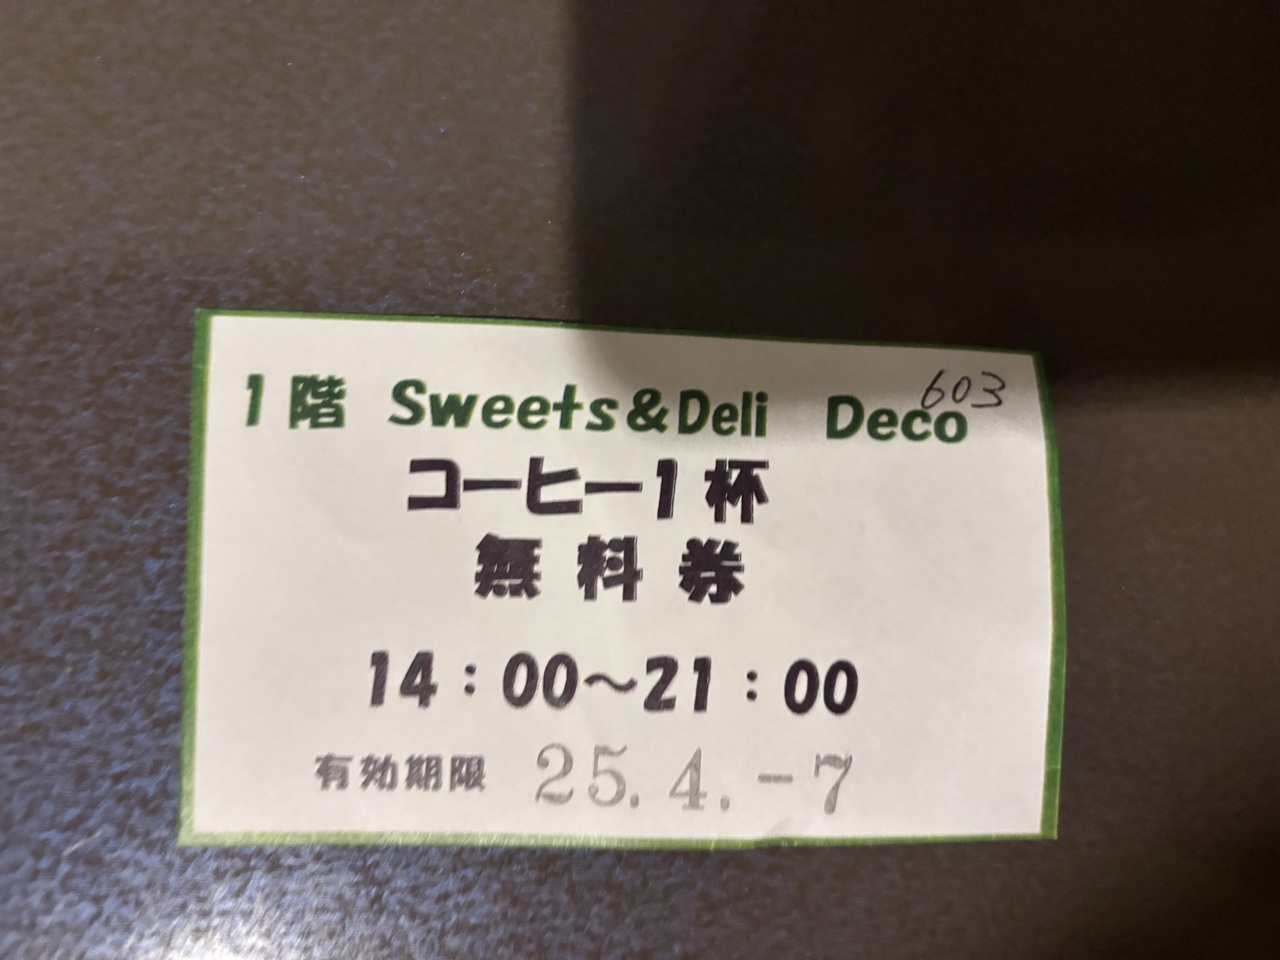 603
1階 Sweets&Deli Deco
コーヒー1杯
無料券
14：00～21：00
有効期限 25.4.-7